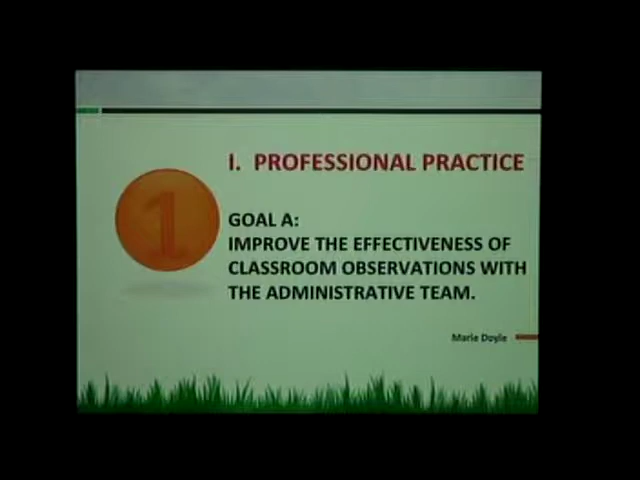 I. PROFESSIONAL PRACTICE
1
GOAL A:
IMPROVE THE EFFECTIVENESS OF
CLASSROOM OBSERVATIONS WITH
THE ADMINISTRATIVE TEAM.
Marie Doyle